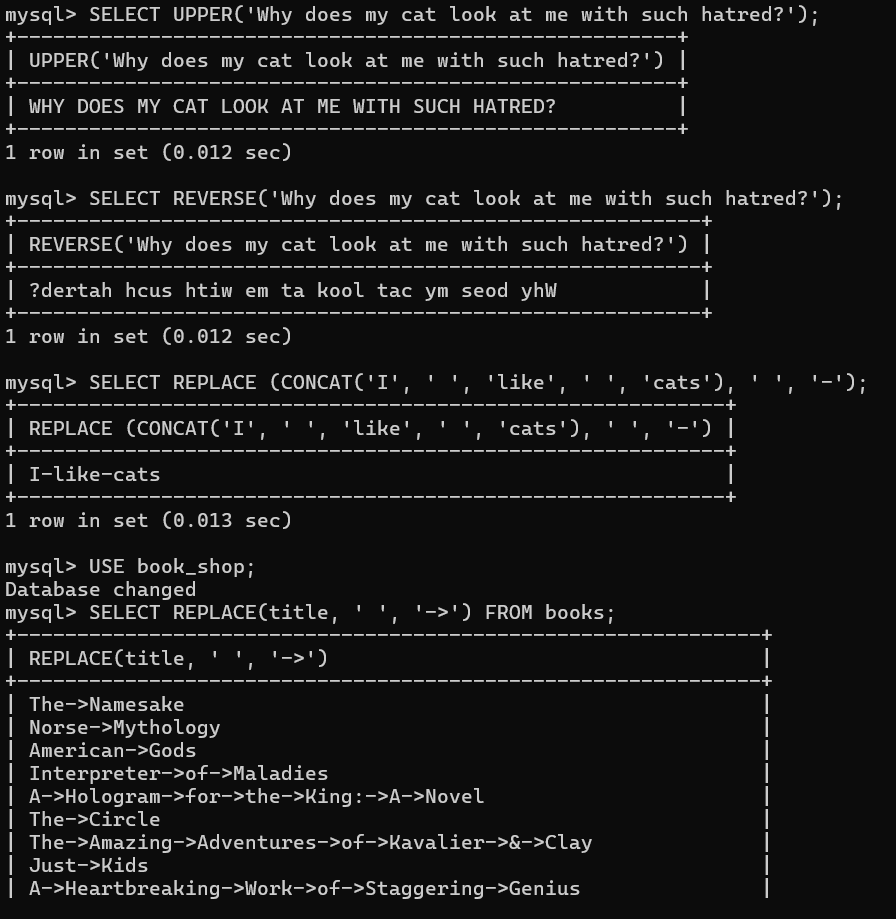 mysql> SELECT UPPER('Why does my cat look at me with such hatred?');
+-------------------------------------------------------+
| UPPER('Why does my cat look at me with such hatred?') |
+-------------------------------------------------------+
| WHY DOES MY CAT LOOK AT ME WITH SUCH HATRED?          |
+-------------------------------------------------------+
1 row in set (0.012 sec)

mysql> SELECT REVERSE('Why does my cat look at me with such hatred?');
+---------------------------------------------------------+
| REVERSE('Why does my cat look at me with such hatred?') |
+---------------------------------------------------------+
| ?dertah hcus htiw em ta kool tac ym seod yhW            |
+---------------------------------------------------------+
1 row in set (0.012 sec)

mysql> SELECT REPLACE (CONCAT('I', ' ', 'like', ' ', 'cats'), ' ', '-');
+-----------------------------------------------------------+
| REPLACE (CONCAT('I', ' ', 'like', ' ', 'cats'), ' ', '-') |
+-----------------------------------------------------------+
| I-like-cats                                               |
+-----------------------------------------------------------+
1 row in set (0.013 sec)

mysql> USE book_shop;
Database changed
mysql> SELECT REPLACE(title, ' ', '->') FROM books;
+--------------------------------------------------------------+
| REPLACE(title, ' ', '->')                                    |
+--------------------------------------------------------------+
| The->Namesake                                                |
| Norse->Mythology                                             |
| American->Gods                                               |
| Interpreter->of->Maladies                                    |
| A->Hologram->for->the->King:->A->Novel                       |
| The->Circle                                                  |
| The->Amazing->Adventures->of->Kavalier->&->Clay              |
| Just->Kids                                                   |
| A->Heartbreaking->Work->of->Staggering->Genius               |